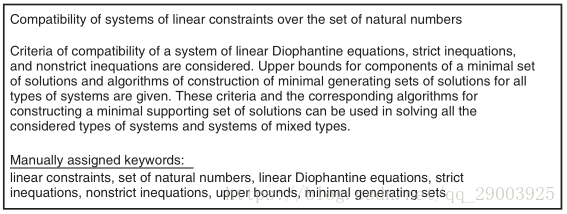 Compatibility of systems of linear constraints over the set of natural numbers
Criteria of compatibility of a system of linear Diophantine equations, strict inequations,
and nonstrict inequations are considered. Upper bounds for components of a minimal set
of solutions and algorithms of construction of minimal generating sets of solutions for all
types of systems are given. These criteria and the corresponding algorithms for
constructing a minimal supporting set of solutions can be used in solving all the
considered types of systems and systems of mixed types.
Manually assigned keywords:
linear constraints, set of natural numbers, linear Diophantine equations, strict
inequations, nonstrict inequations, upper bounds, minimal generating sets
qq_29003925